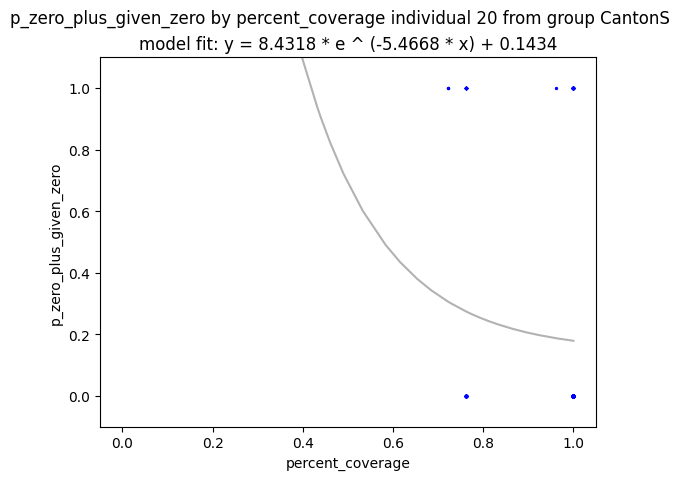 p_zero_plus_given_zero by percent_coverage individual 20 from group CantonS
model fit: y = 8.4318 * e ^ (-5.4668 * x) + 0.1434
1.0
0.8
0.6
0.4
0.2
0.0
p_zero_plus_given_zero
0.0 0.2 0.4 0.6 0.8 1.0
percent_coverage